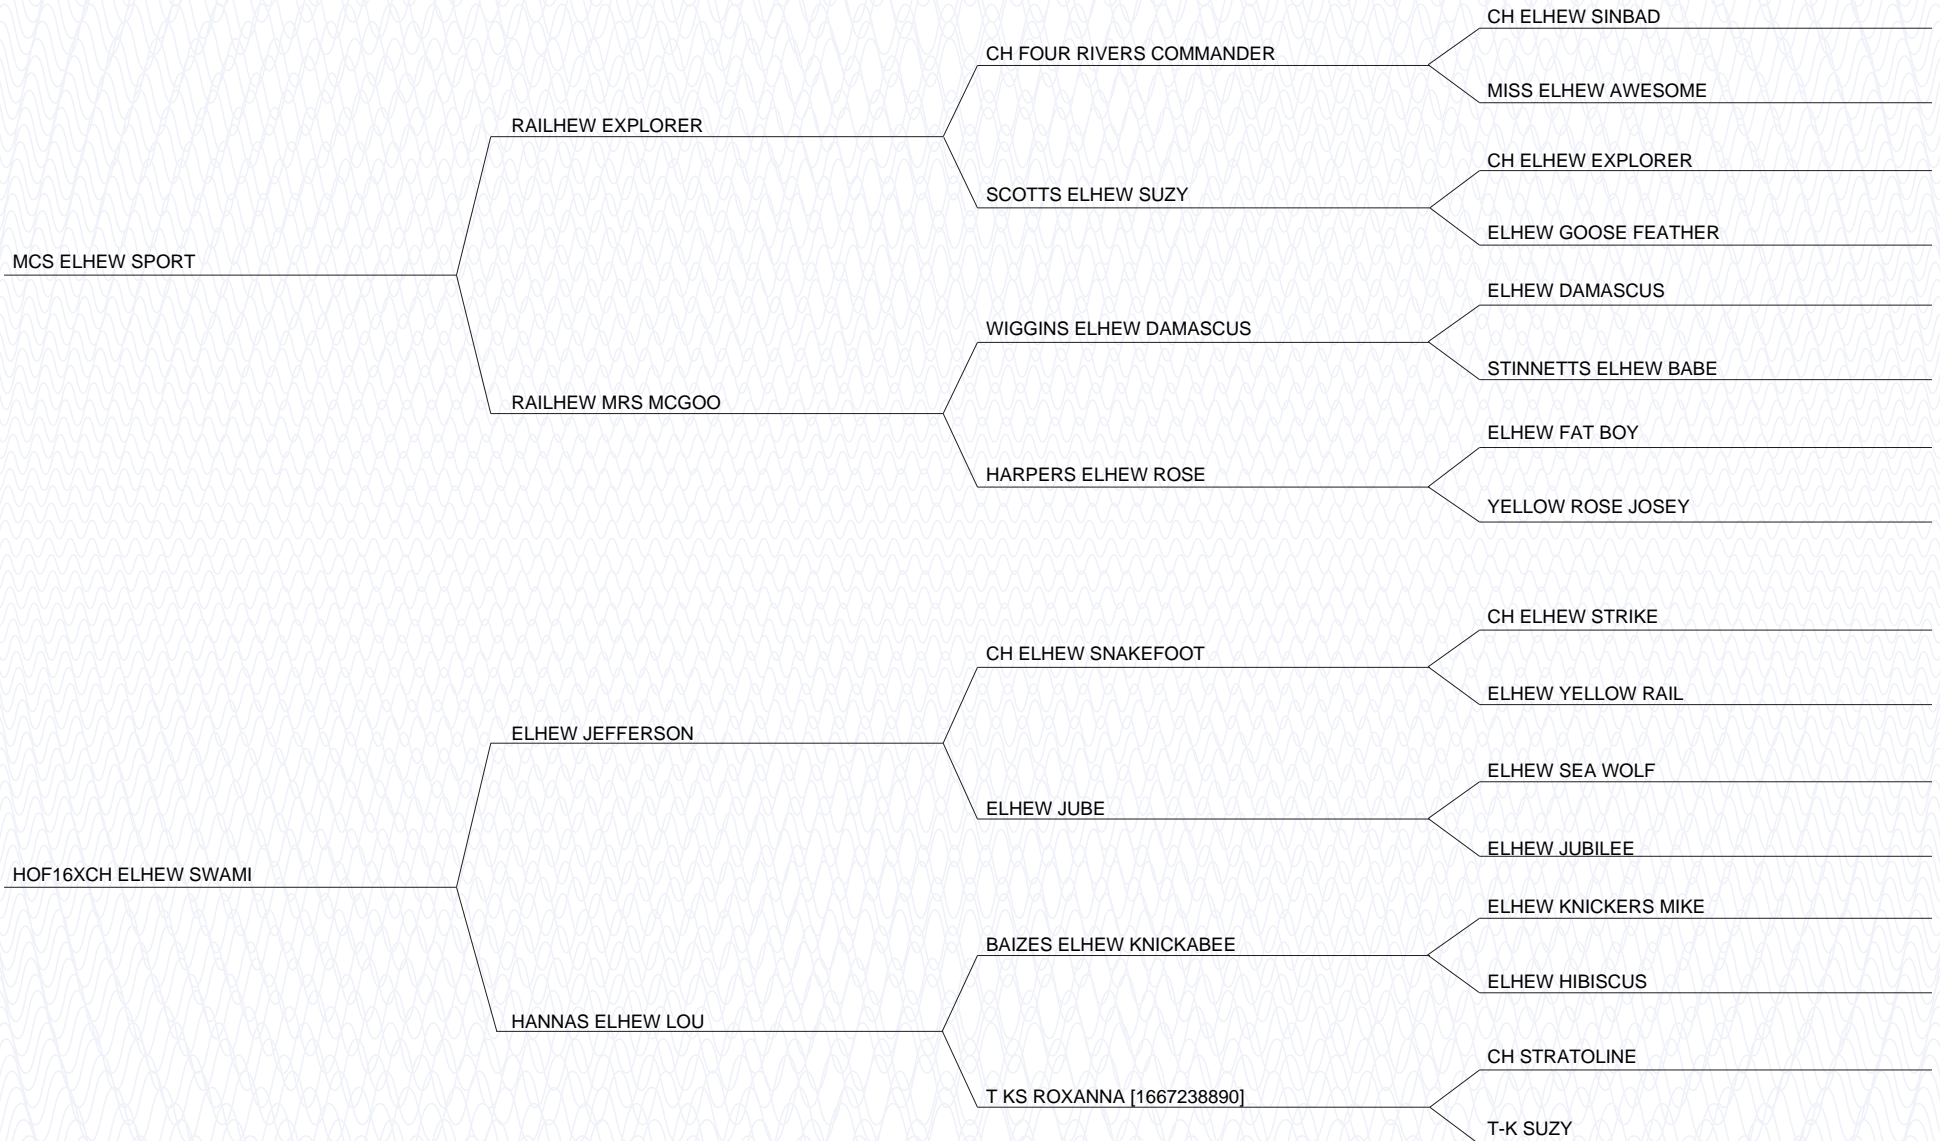 CH ELHEW SINBAD
CH FOUR RIVERS COMMANDER
MISS ELHEW AWESOME
RAILHEW EXPLORER
CH ELHEW EXPLORER
SCOTTS ELHEW SUZY
ELHEW GOOSE FEATHER
MCS ELHEW SPORT
ELHEW DAMASCUS
WIGGINS ELHEW DAMASCUS
STINNETTS ELHEW BABE
RAILHEW MRS MCGOO
ELHEW FAT BOY
HARPERS ELHEW ROSE
YELLOW ROSE JOSEY
CH ELHEW STRIKE
CH ELHEW SNAKEFOOT
ELHEW YELLOW RAIL
ELHEW JEFFERSON
ELHEW SEA WOLF
ELHEW JUBE
ELHEW JUBILEE
HOF16XCH ELHEW SWAMI
ELHEW KNICKERS MIKE
BAIZES ELHEW KNICKABEE
ELHEW HIBISCUS
HANNAS ELHEW LOU
CH STRATOLINE
T KS ROXANNA [1667238890]
T-K SUZY